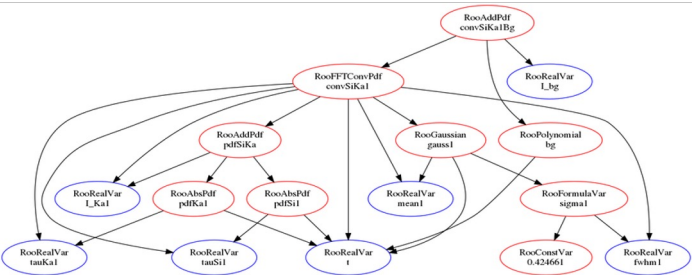 RooAddPdf
convSiKa1Bg
RooFFTConvPdf
convSiKa1
RooRealVar
I_bg
RooAddPdf
pdfSiKa
RooGaussian
gauss1
RooPolynomial
bg
RooRealVar
I_Ka1
RooAbsPdf
pdfKa1
RooAbsPdf
pdfSi1
RooRealVar
mean1
RooFormulaVar
sigma1
RooRealVar
tauKa1
RooRealVar
tauSi1
RooRealVar
t
RooConstVar
0.424661
RooRealVar
fwhm1